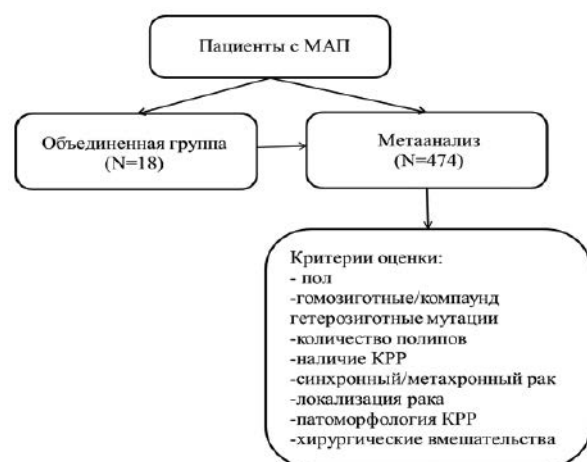 Пациенты с МАП
Объединенная группа
(N=18)
Метаанализ
(N=474)
Критерии оценки:
- пол
-гомозиготные/компаунд
гетерозиготные мутации
-количество полипов
-наличие КРР
-синхронный/метахронный рак
-локализация рака
-патоморфология КРР
-хирургические вмешательства